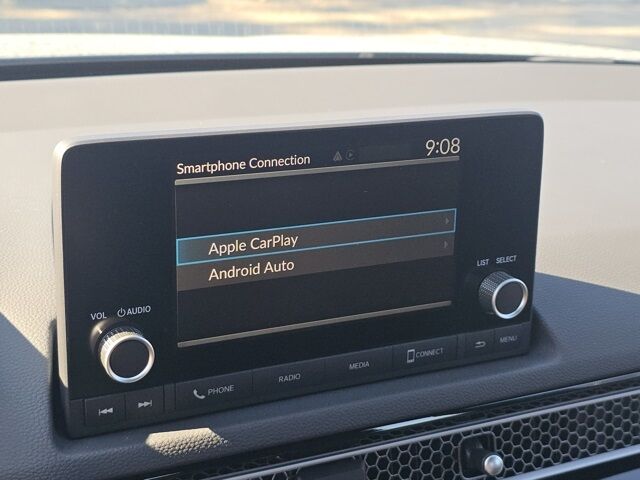 Smartphone Connection
9:08
Apple CarPlay
Android Auto
LIST
SELECT
VOL
AUDIO
PHONE
RADIO
MEDIA
CONNECT
MENU